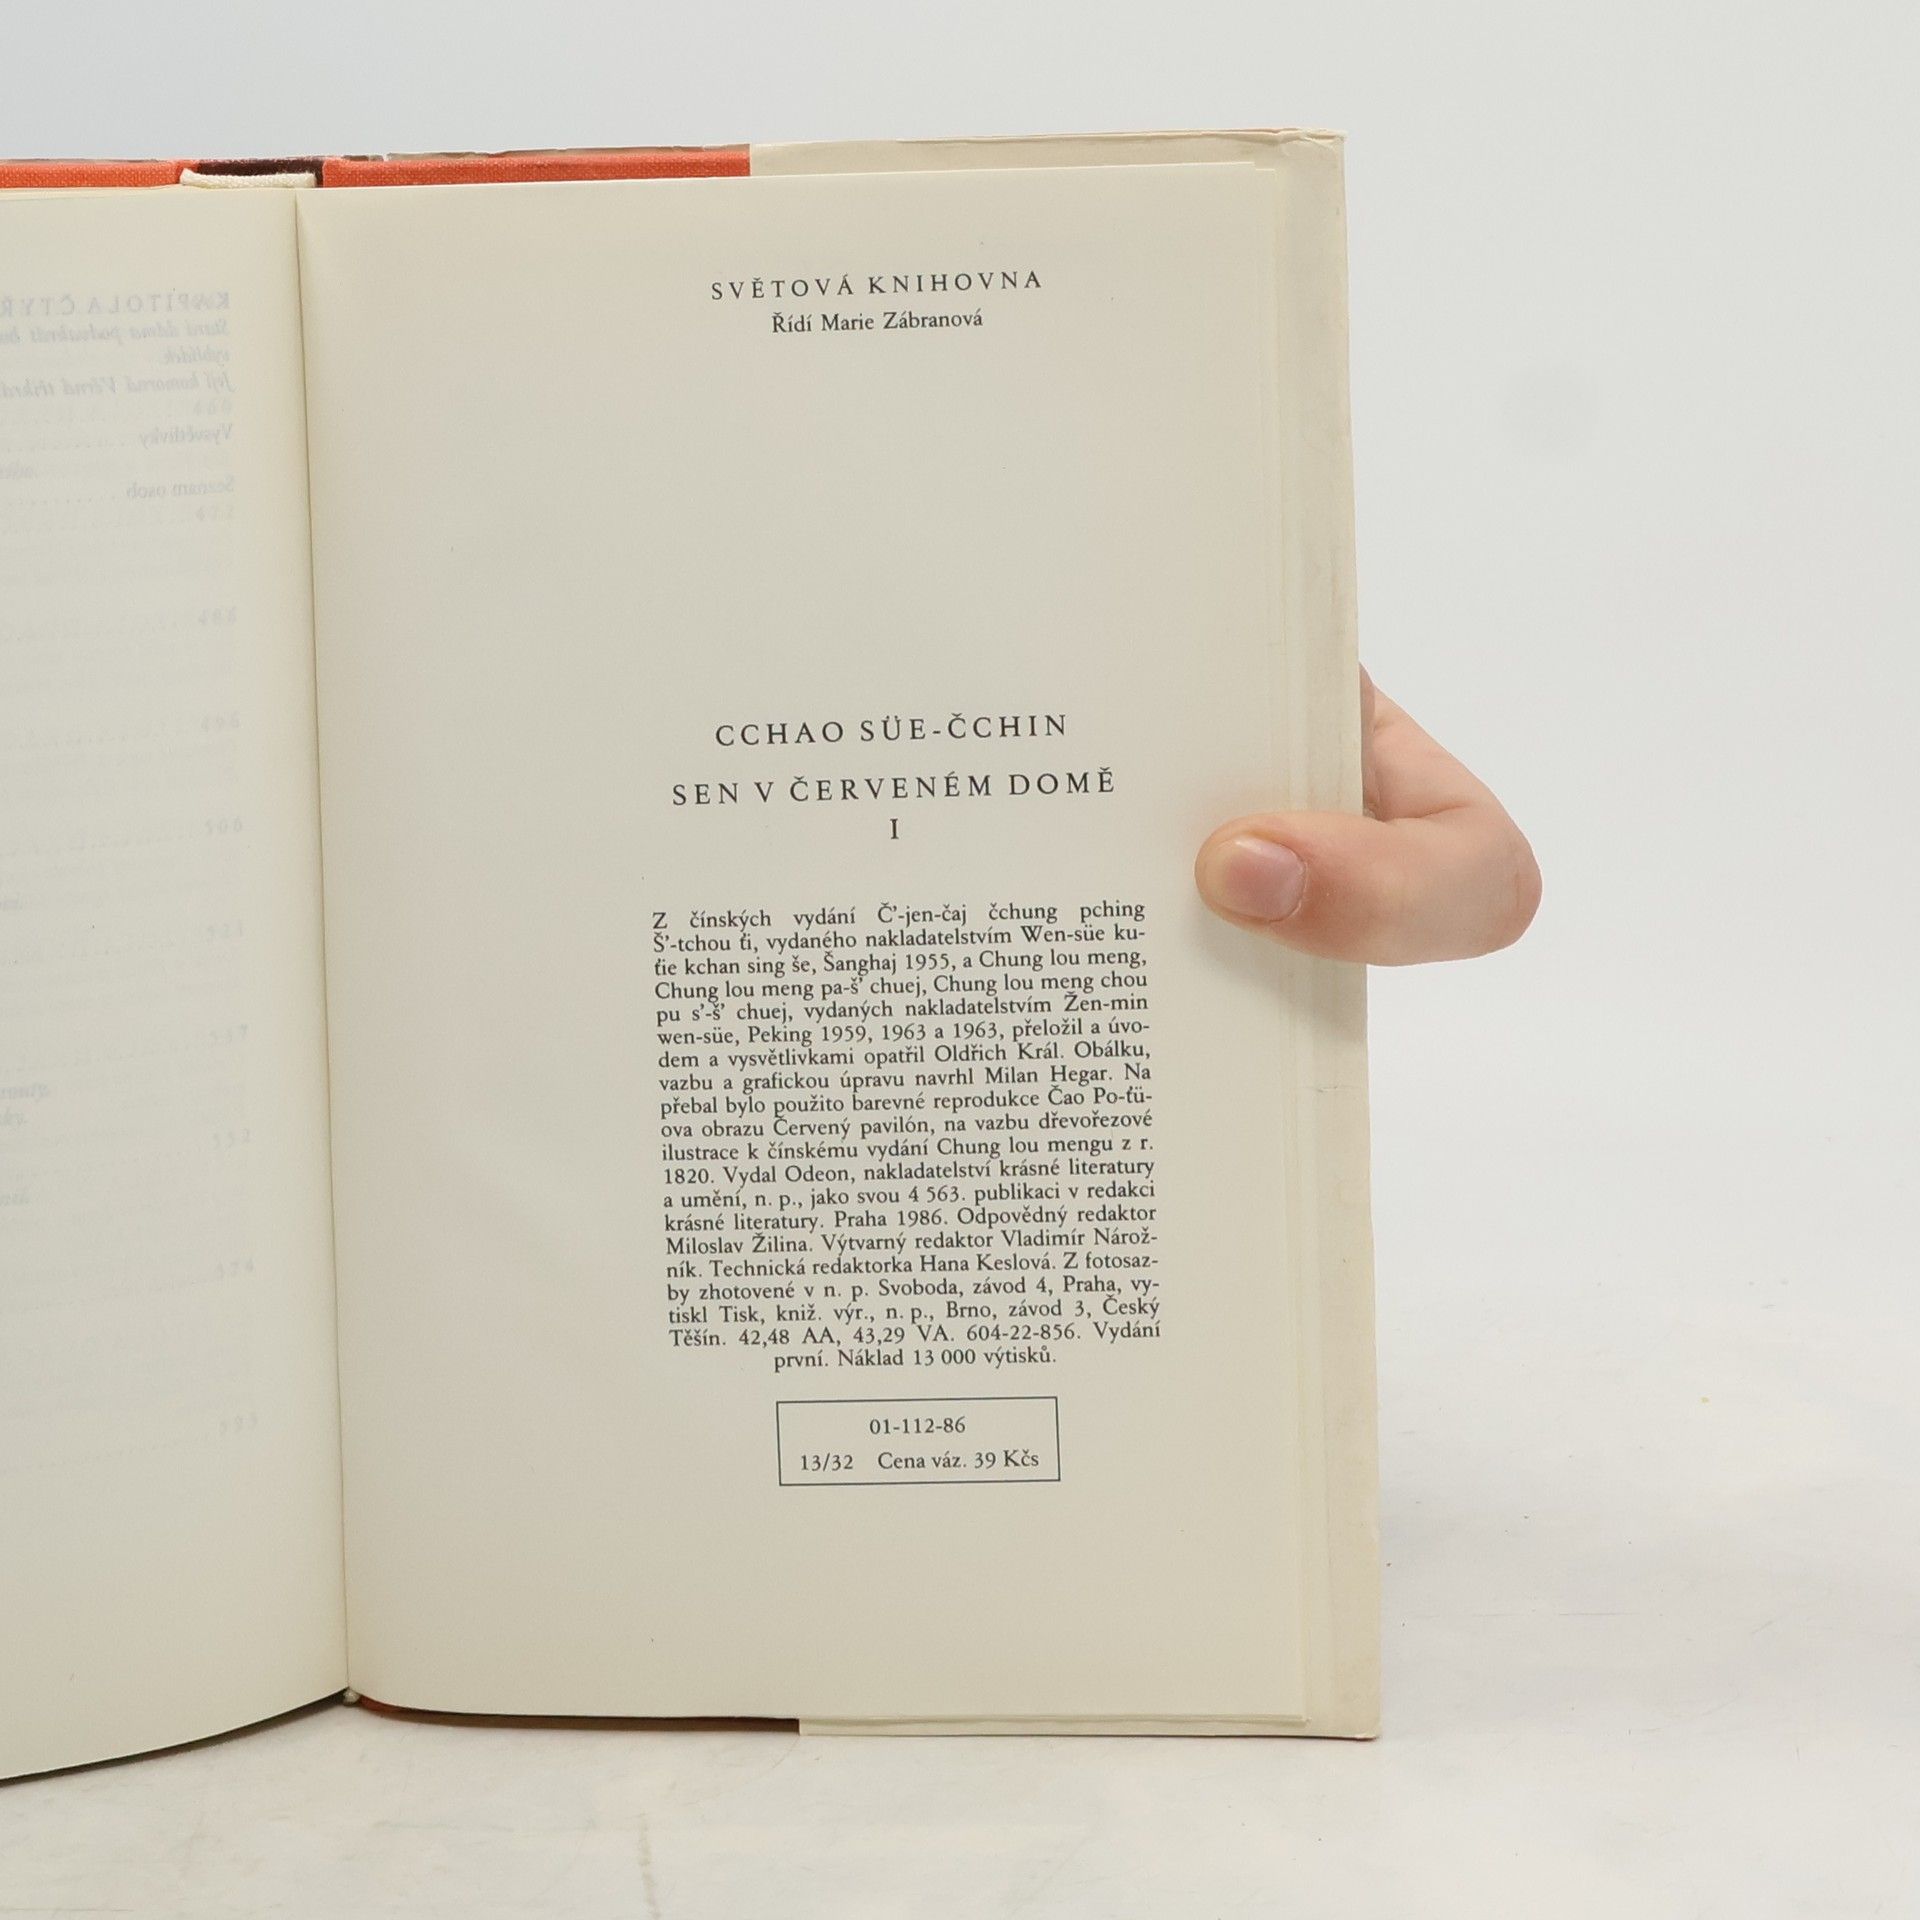 SVĚTOVÁ KNIHOVNA
Řídí Marie Zábranová
CCHAO SÜE-ČCHIN
SEN V ČERVENÉM DOMĚ
I
Z čínských vydání Č’-jen-čaj čchung pching
Š’-tchou ťi, vydaného nakladatelstvím Wen-süe ku-
ťie kchan sing še, Šanghaj 1955, a Chung lou meng,
Chung lou meng pa-š’ chuej, Chung lou meng chou
pu s’-š’ chuej, vydaných nakladatelstvím Žen-min
wen-süe, Peking 1959, 1963 a 1963, přeložil a úvo-
dem a vysvětlivkami opatřil Oldřich Král. Obálku,
vazbu a grafickou úpravu navrhl Milan Hegar. Na
přebal bylo použito barevné reprodukce Čao Po-ťü-
ova obrazu Červený pavilón, na vazbu dřevořezové
ilustrace k čínskému vydání Chung lou mengu z r.
1820. Vydal Odeon, nakladatelství krásné literatury
a umění, n. p., jako svou 4 563. publikaci v redakci
krásné literatury. Praha 1986. Odpovědný redaktor
Miloslav Žilina. Výtvarný redaktor Vladimír Nárož-
ník. Technická redaktorka Hana Keslová. Z fotosaz-
by zhotovené v n. p. Svoboda, závod 4, Praha, vy-
tiskl Tisk, kniž. výr., n. p., Brno, závod 3, Český
Těšín. 42,48 AA, 43,29 VA. 604-22-856. Vydání
první. Náklad 13 000 výtisků.
01-112-86
13/32 Cena váz. 39 Kčs